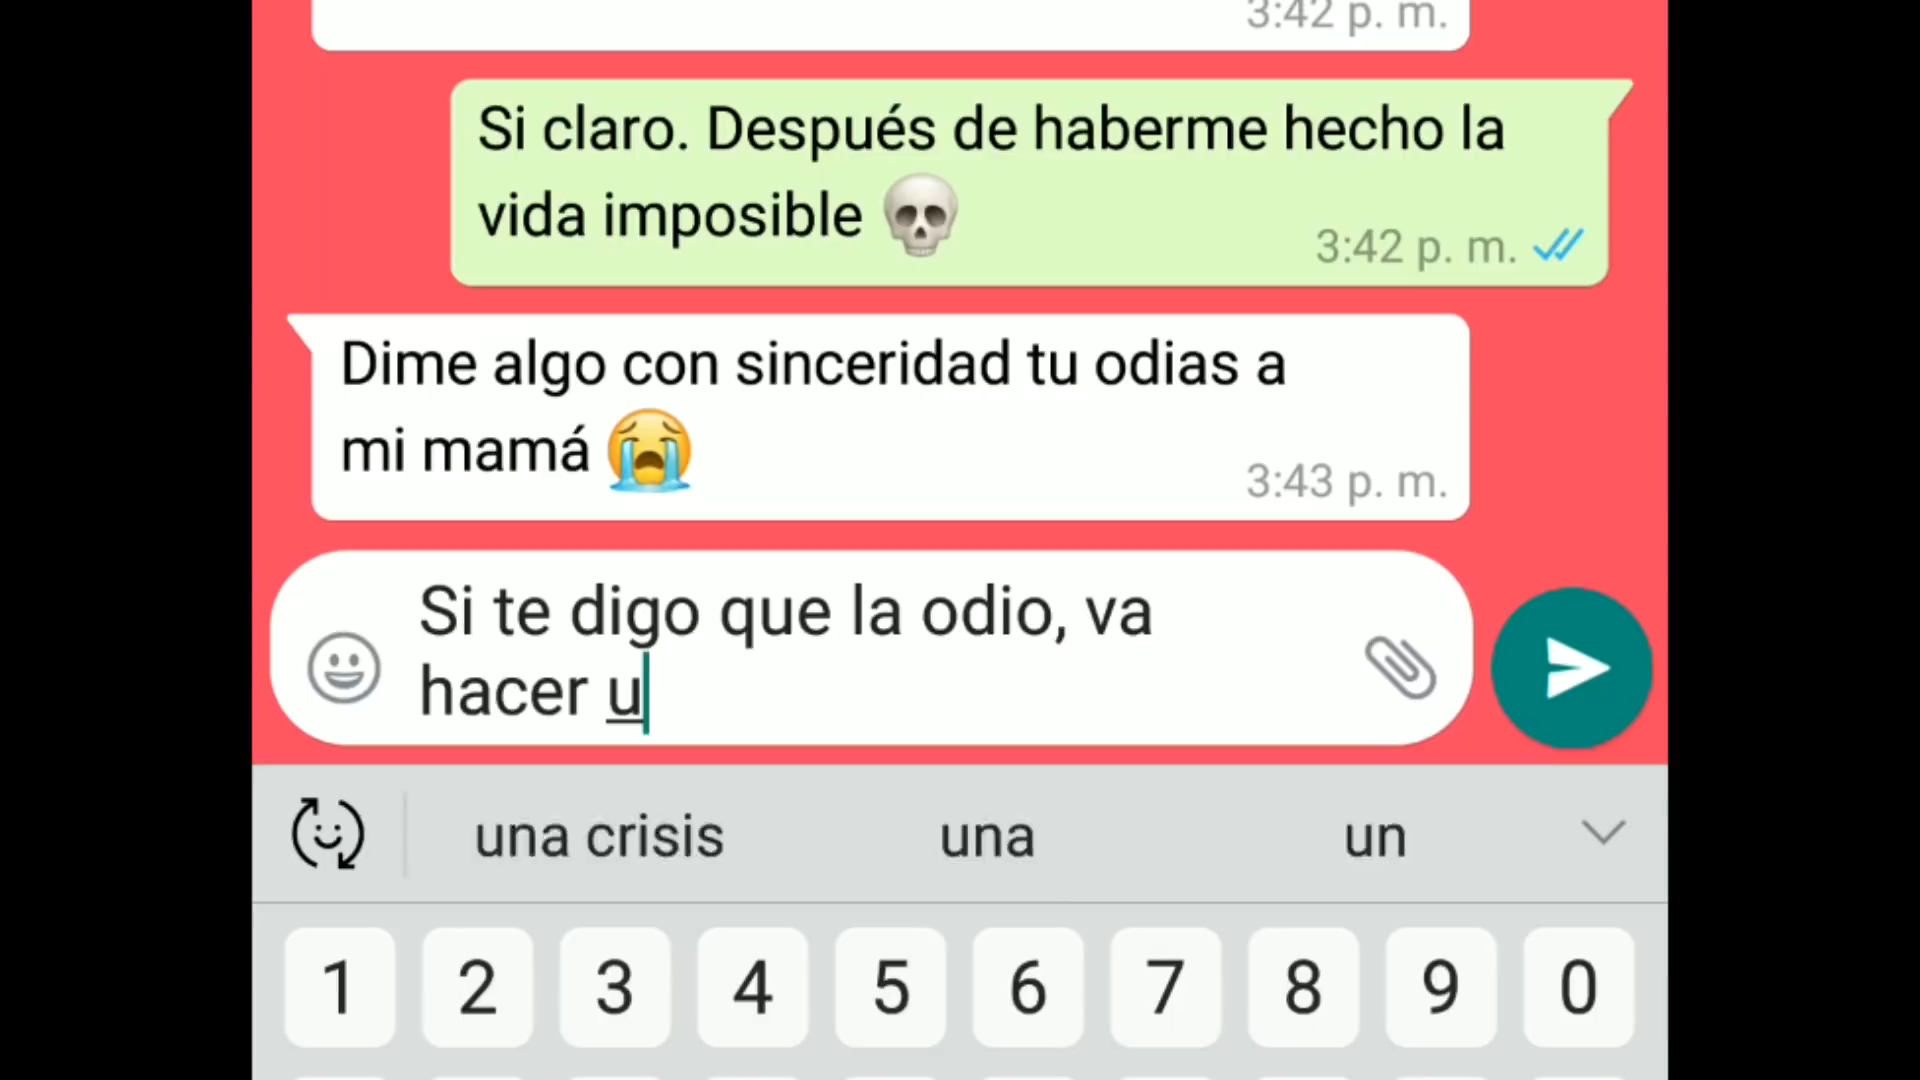 3:42 p. m.
Si claro. Después de haberme hecho la
vida imposible 💀
3:42 p. m.
Dime algo con sinceridad tu odias a
mi mamá 😭
3:43 p. m.
Si te digo que la odio, va
hacer u
una crisis una un
1 2 3 4 5 6 7 8 9 0